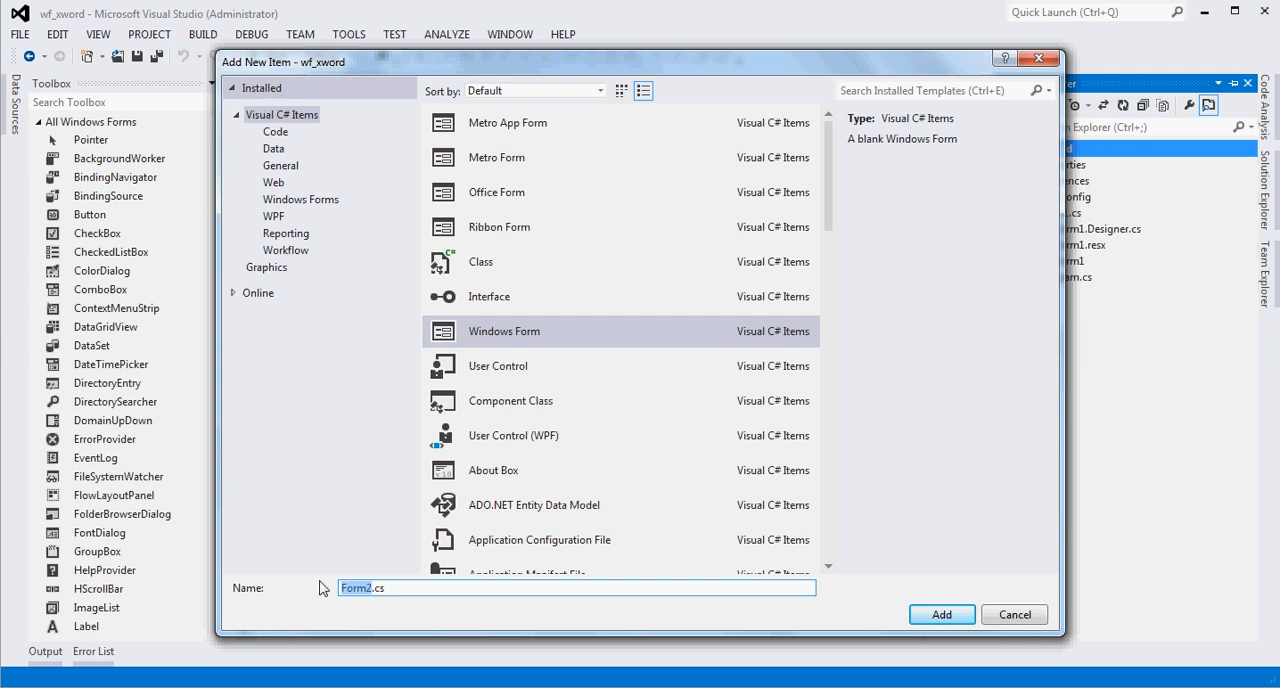 wf_xword - Microsoft Visual Studio (Administrator)
Quick Launch (Ctrl+Q)
FILE EDIT VIEW PROJECT BUILD DEBUG TEAM TOOLS TEST ANALYZE WINDOW HELP
Data Sources
Toolbox
Search Toolbox
All Windows Forms
Pointer
BackgroundWorker
BindingNavigator
BindingSource
Button
CheckBox
CheckedListBox
ColorDialog
ComboBox
ContextMenuStrip
DataGridView
DataSet
DateTimePicker
DirectoryEntry
DirectorySearcher
DomainUpDown
ErrorProvider
EventLog
FileSystemWatcher
FlowLayoutPanel
FolderBrowserDialog
FontDialog
GroupBox
HelpProvider
HScrollBar
ImageList
Label
Output Error List
Add New Item - wf_xword
Installed
Visual C# Items
Code
Data
General
Web
Windows Forms
WPF
Reporting
Workflow
Graphics
Online
Sort by: Default
Search Installed Templates (Ctrl+E)
Metro App Form Visual C# Items
Metro Form Visual C# Items
Office Form Visual C# Items
Ribbon Form Visual C# Items
Class Visual C# Items
Interface Visual C# Items
Windows Form Visual C# Items
User Control Visual C# Items
Component Class Visual C# Items
User Control (WPF) Visual C# Items
About Box Visual C# Items
ADO.NET Entity Data Model Visual C# Items
Application Configuration File Visual C# Items
Application Manifest File Visual C# Items
Type: Visual C# Items
A blank Windows Form
Name: Form2.cs
Add Cancel
er
Explorer (Ctrl+;)
d
rties
ences
onfig
1.cs
rm1.Designer.cs
rm1.resx
rm1
am.cs
Code Analysis
Solution Explorer
Team Explorer